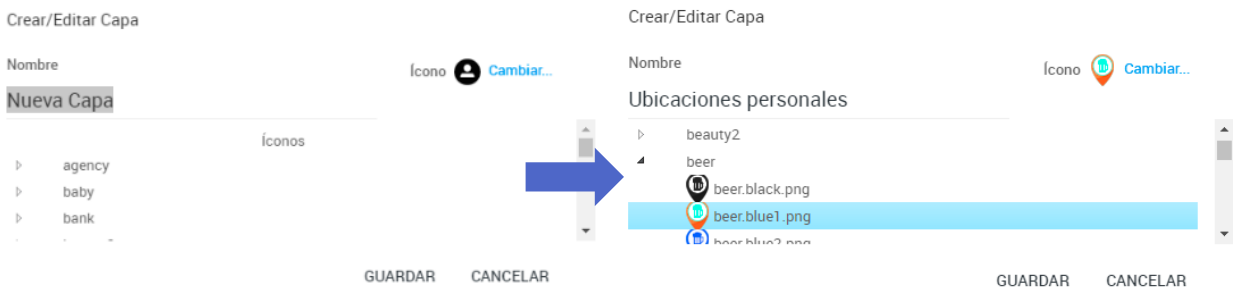 Crear/Editar Capa
Nombre
Ícono Cambiar...
Nueva Capa
Íconos
agency
baby
bank
GUARDAR CANCELAR
Crear/Editar Capa
Nombre
Ícono Cambiar...
Ubicaciones personales
beauty2
beer
beer.black.png
beer.blue1.png
beer.blue2.png
GUARDAR CANCELAR